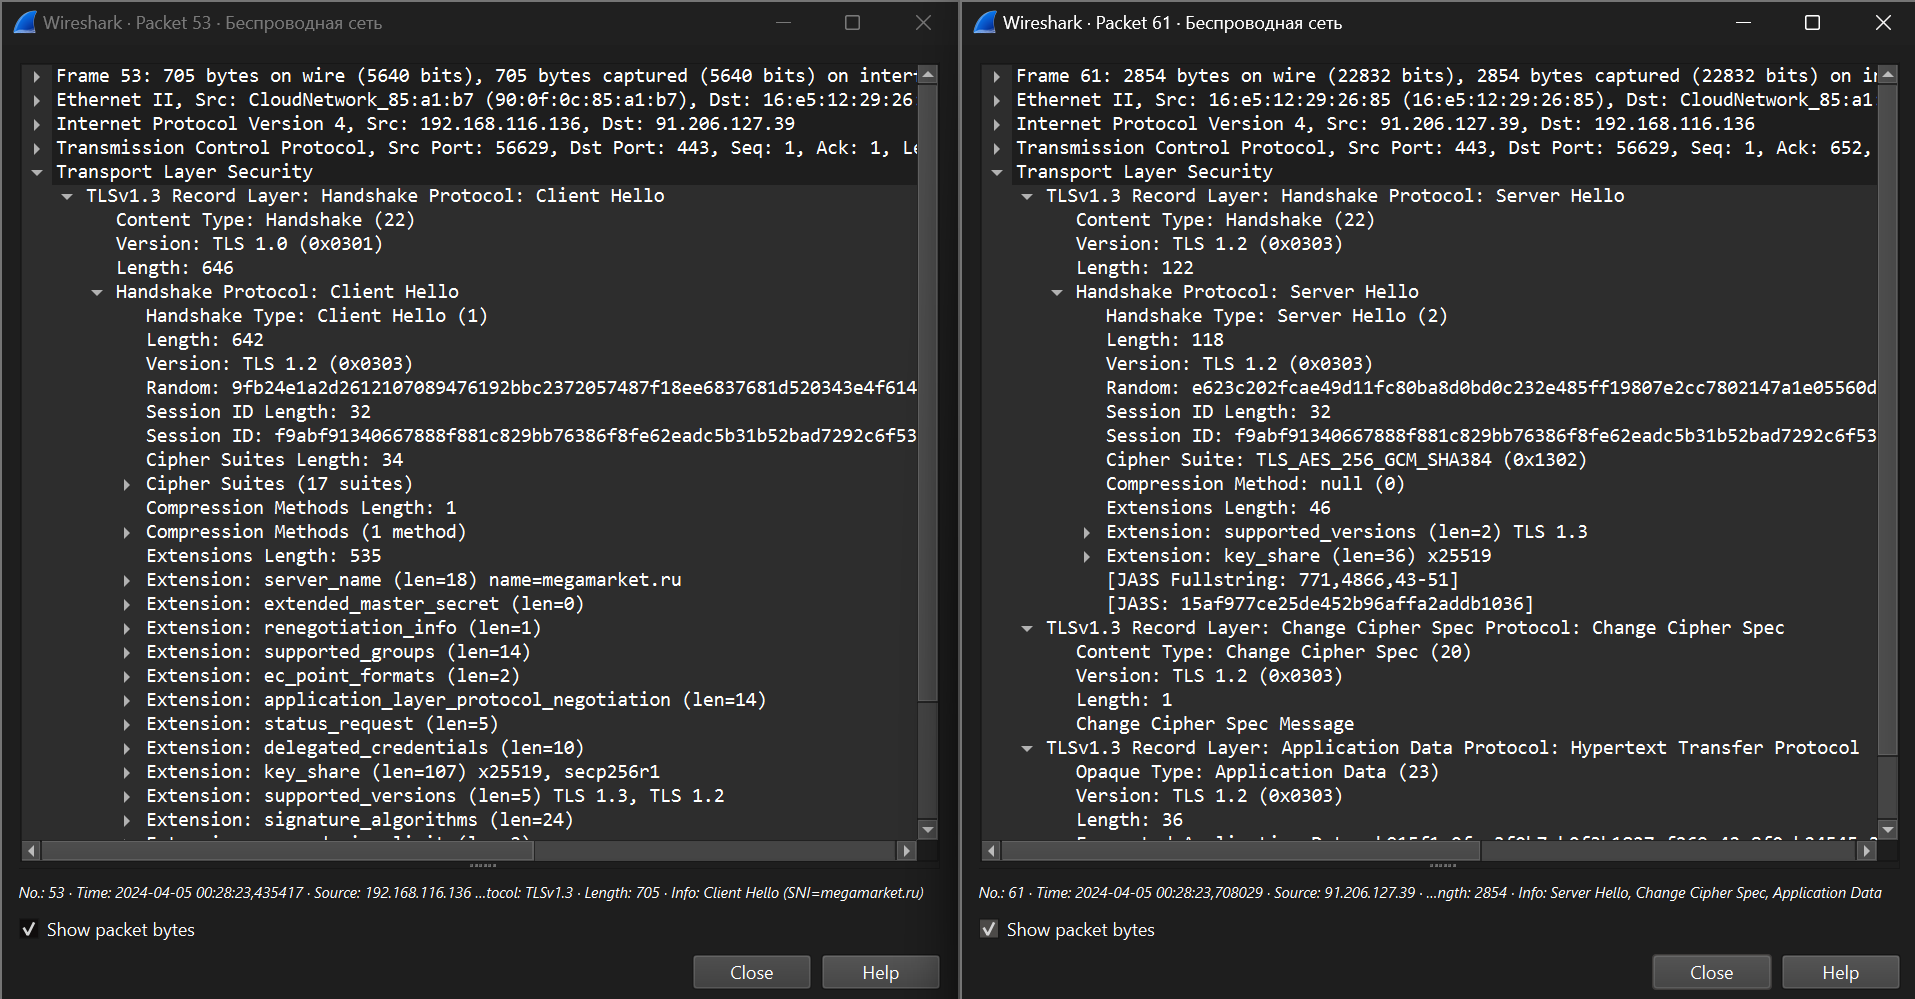 Wireshark · Packet 53 · Беспроводная сеть
Frame 53: 705 bytes on wire (5640 bits), 705 bytes captured (5640 bits) on
Ethernet II, Src: CloudNetwork_85:a1:b7 (90:0f:0c:85:a1:b7), Dst: 16:e5:12:29:26
Internet Protocol Version 4, Src: 192.168.116.136, Dst: 91.206.127.39
Transmission Control Protocol, Src Port: 56629, Dst Port: 443, Seq: 1, Ack: 1,
Transport Layer Security
TLSv1.3 Record Layer: Handshake Protocol: Client Hello
Content Type: Handshake (22)
Version: TLS 1.0 (0x0301)
Length: 646
Handshake Protocol: Client Hello
Handshake Type: Client Hello (1)
Length: 642
Version: TLS 1.2 (0x0303)
Random: 9fb24e1a2d2612107089476192bbc2372057487f18ee6837681d520343e4f614
Session ID Length: 32
Session ID: f9abf91340667888f881c829bb76386f8fe62eadc5b31b52bad7292c6f53
Cipher Suites Length: 34
Cipher Suites (17 suites)
Compression Methods Length: 1
Compression Methods (1 method)
Extensions Length: 535
Extension: server_name (len=18) name=megamarket.ru
Extension: extended_master_secret (len=0)
Extension: renegotiation_info (len=1)
Extension: supported_groups (len=14)
Extension: ec_point_formats (len=2)
Extension: application_layer_protocol_negotiation (len=14)
Extension: status_request (len=5)
Extension: delegated_credentials (len=10)
Extension: key_share (len=107) x25519, secp256r1
Extension: supported_versions (len=5) TLS 1.3, TLS 1.2
Extension: signature_algorithms (len=24)
No.: 53 · Time: 2024-04-05 00:28:23,435417 · Source: 192.168.116.136 ...tocol: TLSv1.3 · Length: 705 · Info: Client Hello (SNI=megamarket.ru)
Show packet bytes
Close
Help
Wireshark · Packet 61 · Беспроводная сеть
Frame 61: 2854 bytes on wire (22832 bits), 2854 bytes captured (22832 bits) on
Ethernet II, Src: 16:e5:12:29:26:85 (16:e5:12:29:26:85), Dst: CloudNetwork_85:a1:
Internet Protocol Version 4, Src: 91.206.127.39, Dst: 192.168.116.136
Transmission Control Protocol, Src Port: 443, Dst Port: 56629, Seq: 1, Ack: 652,
Transport Layer Security
TLSv1.3 Record Layer: Handshake Protocol: Server Hello
Content Type: Handshake (22)
Version: TLS 1.2 (0x0303)
Length: 122
Handshake Protocol: Server Hello
Handshake Type: Server Hello (2)
Length: 118
Version: TLS 1.2 (0x0303)
Random: e623c202fcae49d11fc80ba8d0bd0c232e485ff19807e2cc7802147a1e05560d
Session ID Length: 32
Session ID: f9abf91340667888f881c829bb76386f8fe62eadc5b31b52bad7292c6f53
Cipher Suite: TLS_AES_256_GCM_SHA384 (0x1302)
Compression Method: null (0)
Extensions Length: 46
Extension: supported_versions (len=2) TLS 1.3
Extension: key_share (len=36) x25519
[JA3S Fullstring: 771,4866,43-51]
[JA3S: 15af977ce25de452b96affa2addb1036]
TLSv1.3 Record Layer: Change Cipher Spec Protocol: Change Cipher Spec
Content Type: Change Cipher Spec (20)
Version: TLS 1.2 (0x0303)
Length: 1
Change Cipher Spec Message
TLSv1.3 Record Layer: Application Data Protocol: Hypertext Transfer Protocol
Opaque Type: Application Data (23)
Version: TLS 1.2 (0x0303)
Length: 36
No.: 61 · Time: 2024-04-05 00:28:23,708029 · Source: 91.206.127.39 · ...ngth: 2854 · Info: Server Hello, Change Cipher Spec, Application Data
Show packet bytes
Close
Help